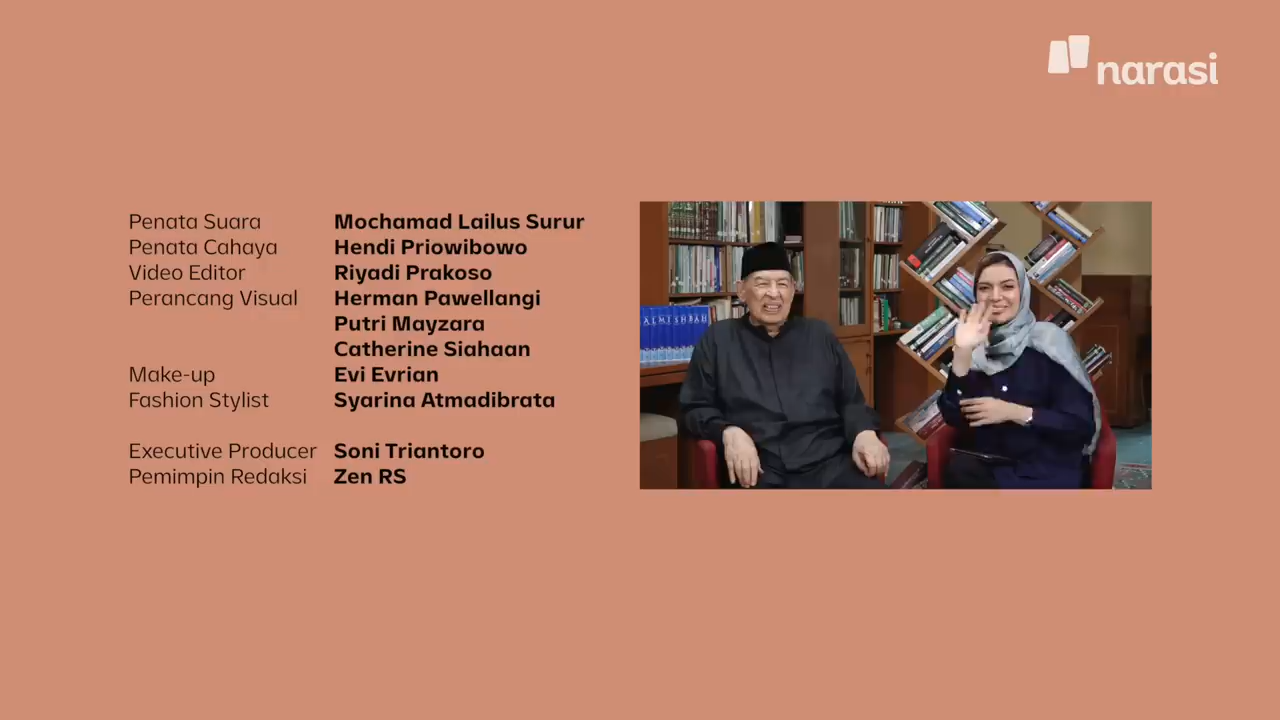 narasi
Penata Suara Mochamad Lailus Surur
Penata Cahaya Hendi Priowibowo
Video Editor Riyadi Prakoso
Perancang Visual Herman Pawellangi
Putri Mayzara
Catherine Siahaan
Make-up Evi Evrian
Fashion Stylist Syarina Atmadibrata
Executive Producer Soni Triantoro
Pemimpin Redaksi Zen RS